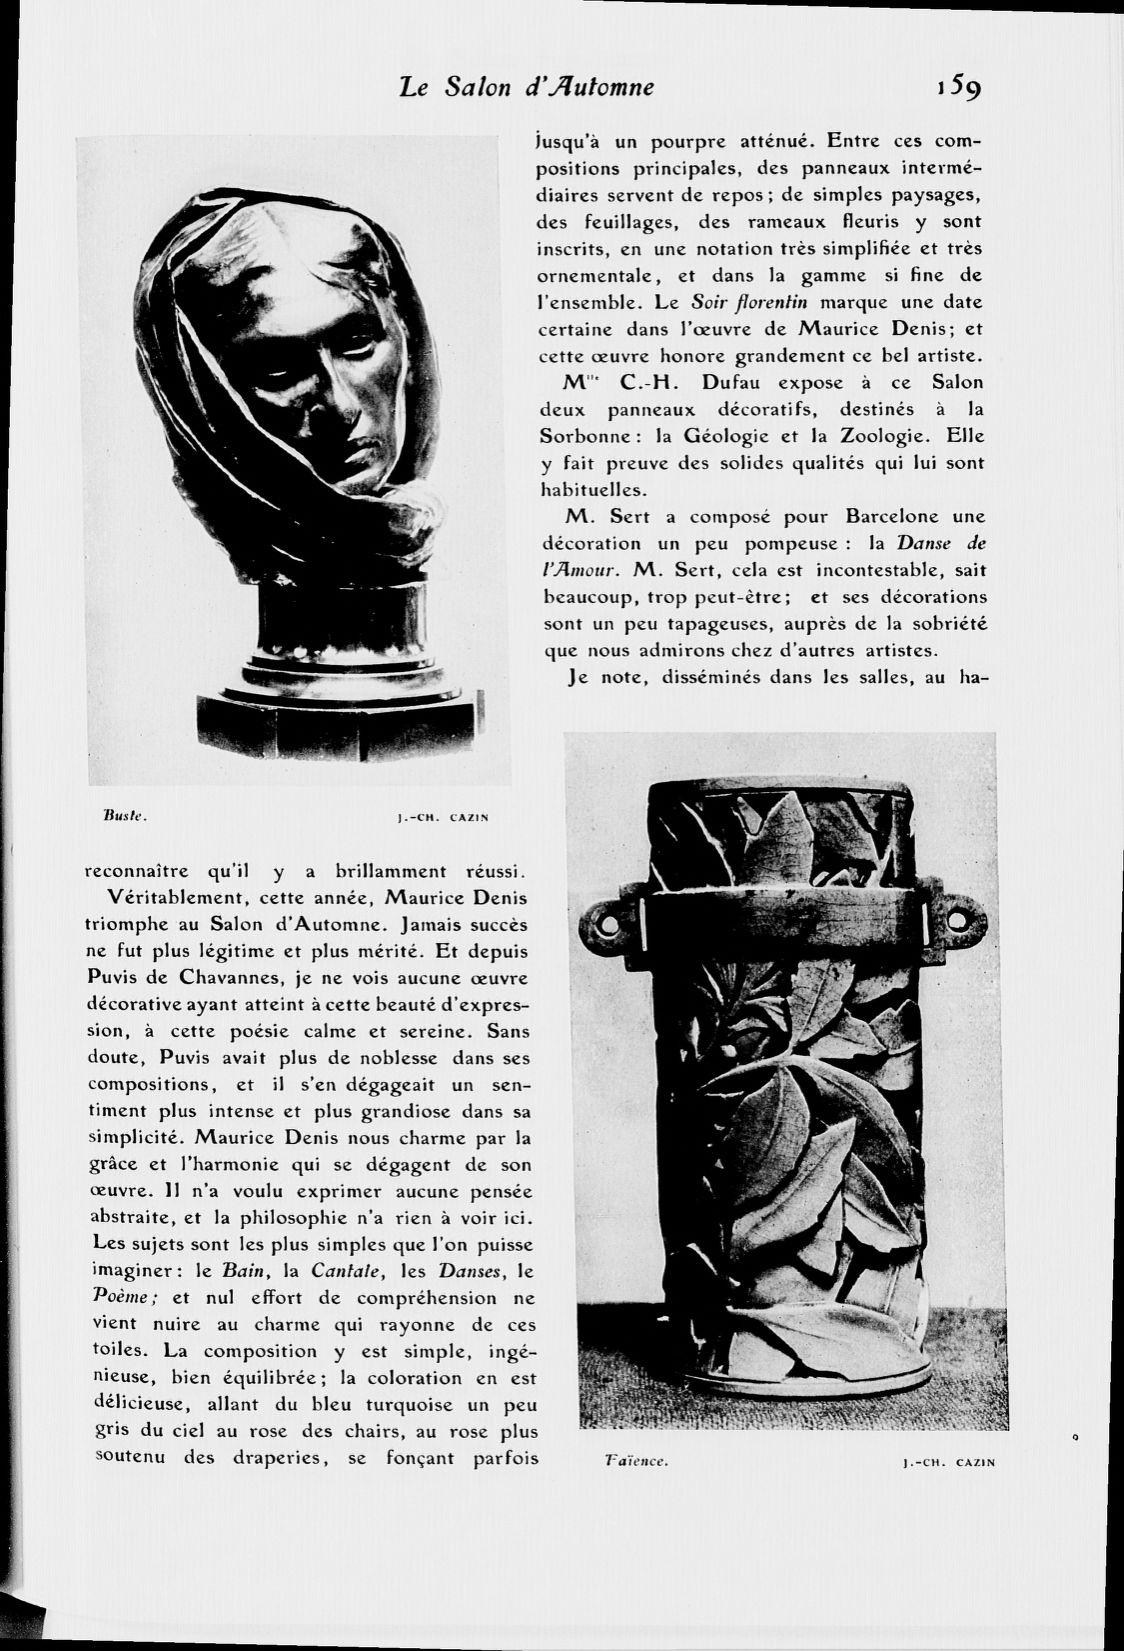 Le Salon d'Automne
159
Buste.
J.-CH. CAZIN
reconnaître qu'il y a brillamment réussi.
Véritablement, cette année, Maurice Denis
triomphe au Salon d'Automne. Jamais succès
ne fut plus légitime et plus mérité. Et depuis
Puvis de Chavannes, je ne vois aucune œuvre
décorative ayant atteint à cette beauté d'expres-
sion, à cette poésie calme et sereine. Sans
doute, Puvis avait plus de noblesse dans ses
compositions, et il s'en dégageait un sen-
timent plus intense et plus grandiose dans sa
simplicité. Maurice Denis nous charme par la
grâce et l'harmonie qui se dégagent de son
œuvre. Il n'a voulu exprimer aucune pensée
abstraite, et la philosophie n'a rien à voir ici.
Les sujets sont les plus simples que l'on puisse
imaginer : le Bain, la Cantate, les Danses, le
Poème ; et nul effort de compréhension ne
vient nuire au charme qui rayonne de ces
toiles. La composition y est simple, ingé-
nieuse, bien équilibrée ; la coloration en est
délicieuse, allant du bleu turquoise un peu
gris du ciel au rose des chairs, au rose plus
soutenu des draperies, se fonçant parfois
jusqu'à un pourpre atténué. Entre ces com-
positions principales, des panneaux intermé-
diaires servent de repos ; de simples paysages,
des feuillages, des rameaux fleuris y sont
inscrits, en une notation très simplifiée et très
ornementale, et dans la gamme si fine de
l'ensemble. Le Soir florentin marque une date
certaine dans l'œuvre de Maurice Denis ; et
cette œuvre honore grandement ce bel artiste.
Mlle C.-H. Dufau expose à ce Salon
deux panneaux décoratifs, destinés à la
Sorbonne : la Géologie et la Zoologie. Elle
y fait preuve des solides qualités qui lui sont
habituelles.
M. Sert a composé pour Barcelone une
décoration un peu pompeuse : la Danse de
l'Amour. M. Sert, cela est incontestable, sait
beaucoup, trop peut-être ; et ses décorations
sont un peu tapageuses, auprès de la sobriété
que nous admirons chez d'autres artistes.
Je note, disséminés dans les salles, au ha-
Faïence.
J.-CH. CAZIN